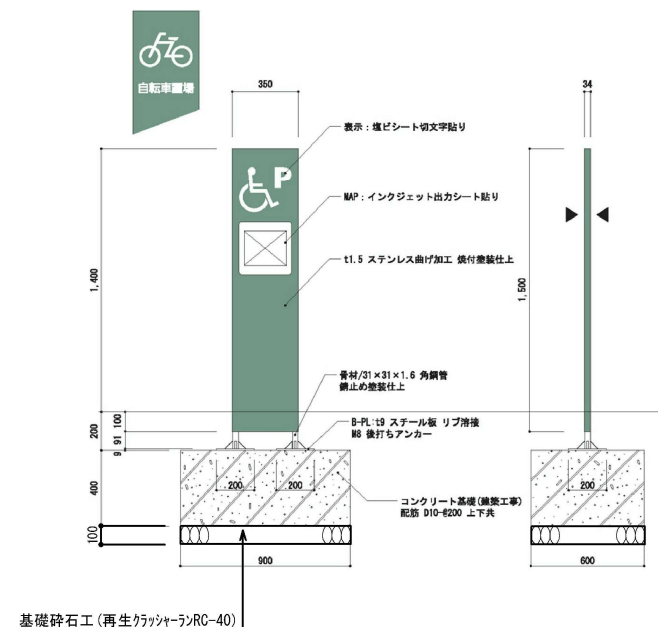 自転車置場
350
34
表示：塩ビシート切文字貼り
P
MAP：インクジェット出力シート貼り
t1.5 ステンレス曲げ加工 焼付塗装仕上
1,400
1,500
骨材/31×31×1.6 角鋼管
錆止め塗装仕上
B-PL:t9 スチール板 リブ溶接
M8 後打ちアンカー
200
100
91
9
200
200
200
400
コンクリート基礎(建築工事)
配筋 D10-@200 上下共
100
900
600
基礎砕石工(再生クラッシャーランRC-40)